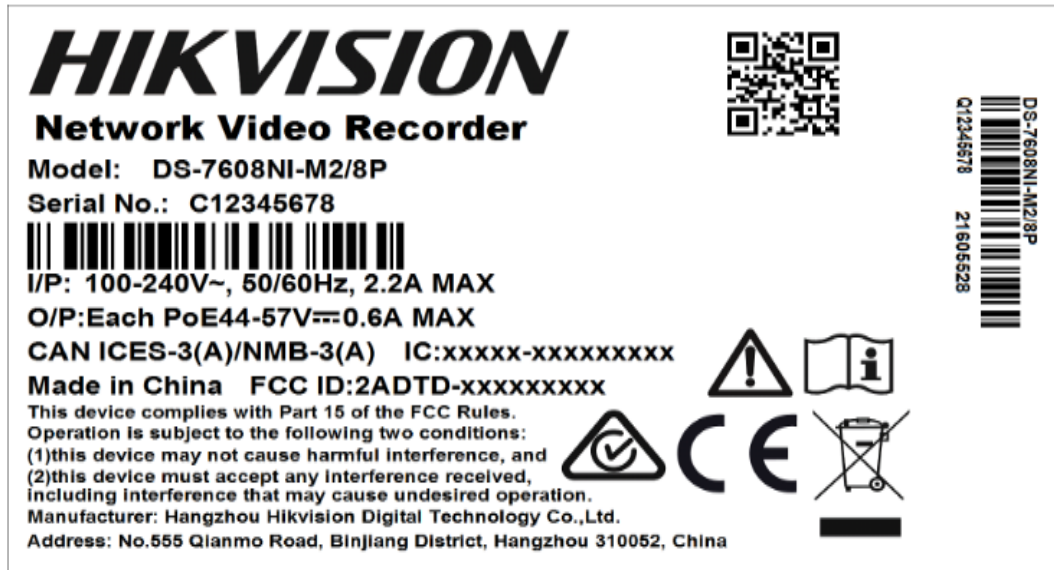 HIKVISION
Network Video Recorder
Model: DS-7608NI-M2/8P
Serial No.: C12345678
I/P: 100-240V~, 50/60Hz, 2.2A MAX
O/P:Each PoE44-57V⎓0.6A MAX
CAN ICES-3(A)/NMB-3(A) IC:xxxxx-xxxxxxxxx
Made in China FCC ID:2ADTD-xxxxxxxxx
This device complies with Part 15 of the FCC Rules.
Operation is subject to the following two conditions:
(1)this device may not cause harmful interference, and
(2)this device must accept any interference received,
including interference that may cause undesired operation.
Manufacturer: Hangzhou Hikvision Digital Technology Co.,Ltd.
Address: No.555 Qianmo Road, Binjiang District, Hangzhou 310052, China
DS-7608NI-M2/8P
Q12345678 21605528
CE